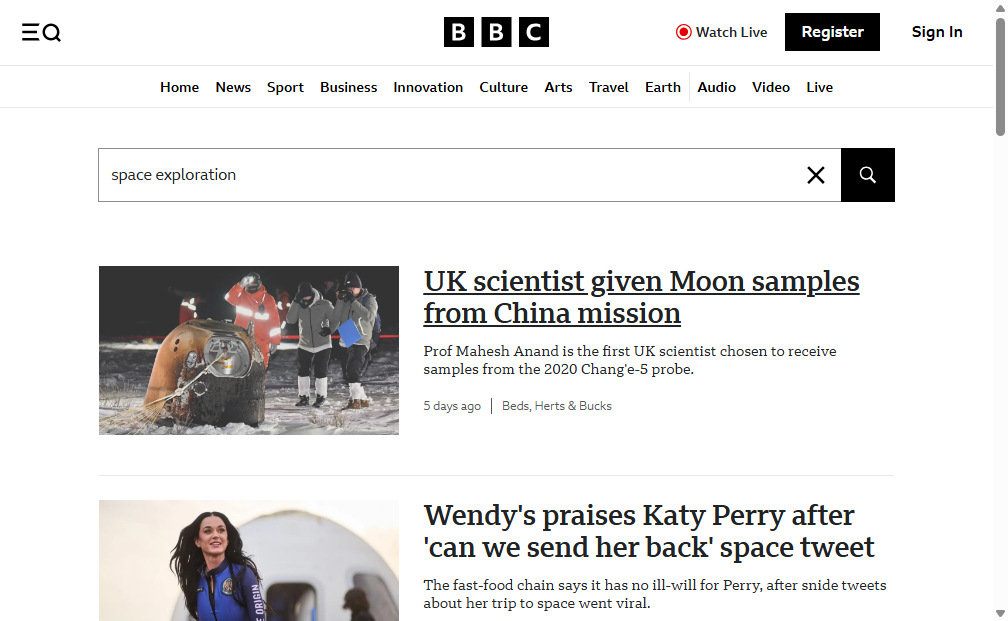 BBC
Watch Live
Register
Sign In
Home News Sport Business Innovation Culture Arts Travel Earth Audio Video Live
space exploration
UK scientist given Moon samples
from China mission
Prof Mahesh Anand is the first UK scientist chosen to receive
samples from the 2020 Chang'e-5 probe.
5 days ago | Beds, Herts & Bucks
Wendy's praises Katy Perry after
'can we send her back' space tweet
The fast-food chain says it has no ill-will for Perry, after snide tweets
about her trip to space went viral.
ORIGIN